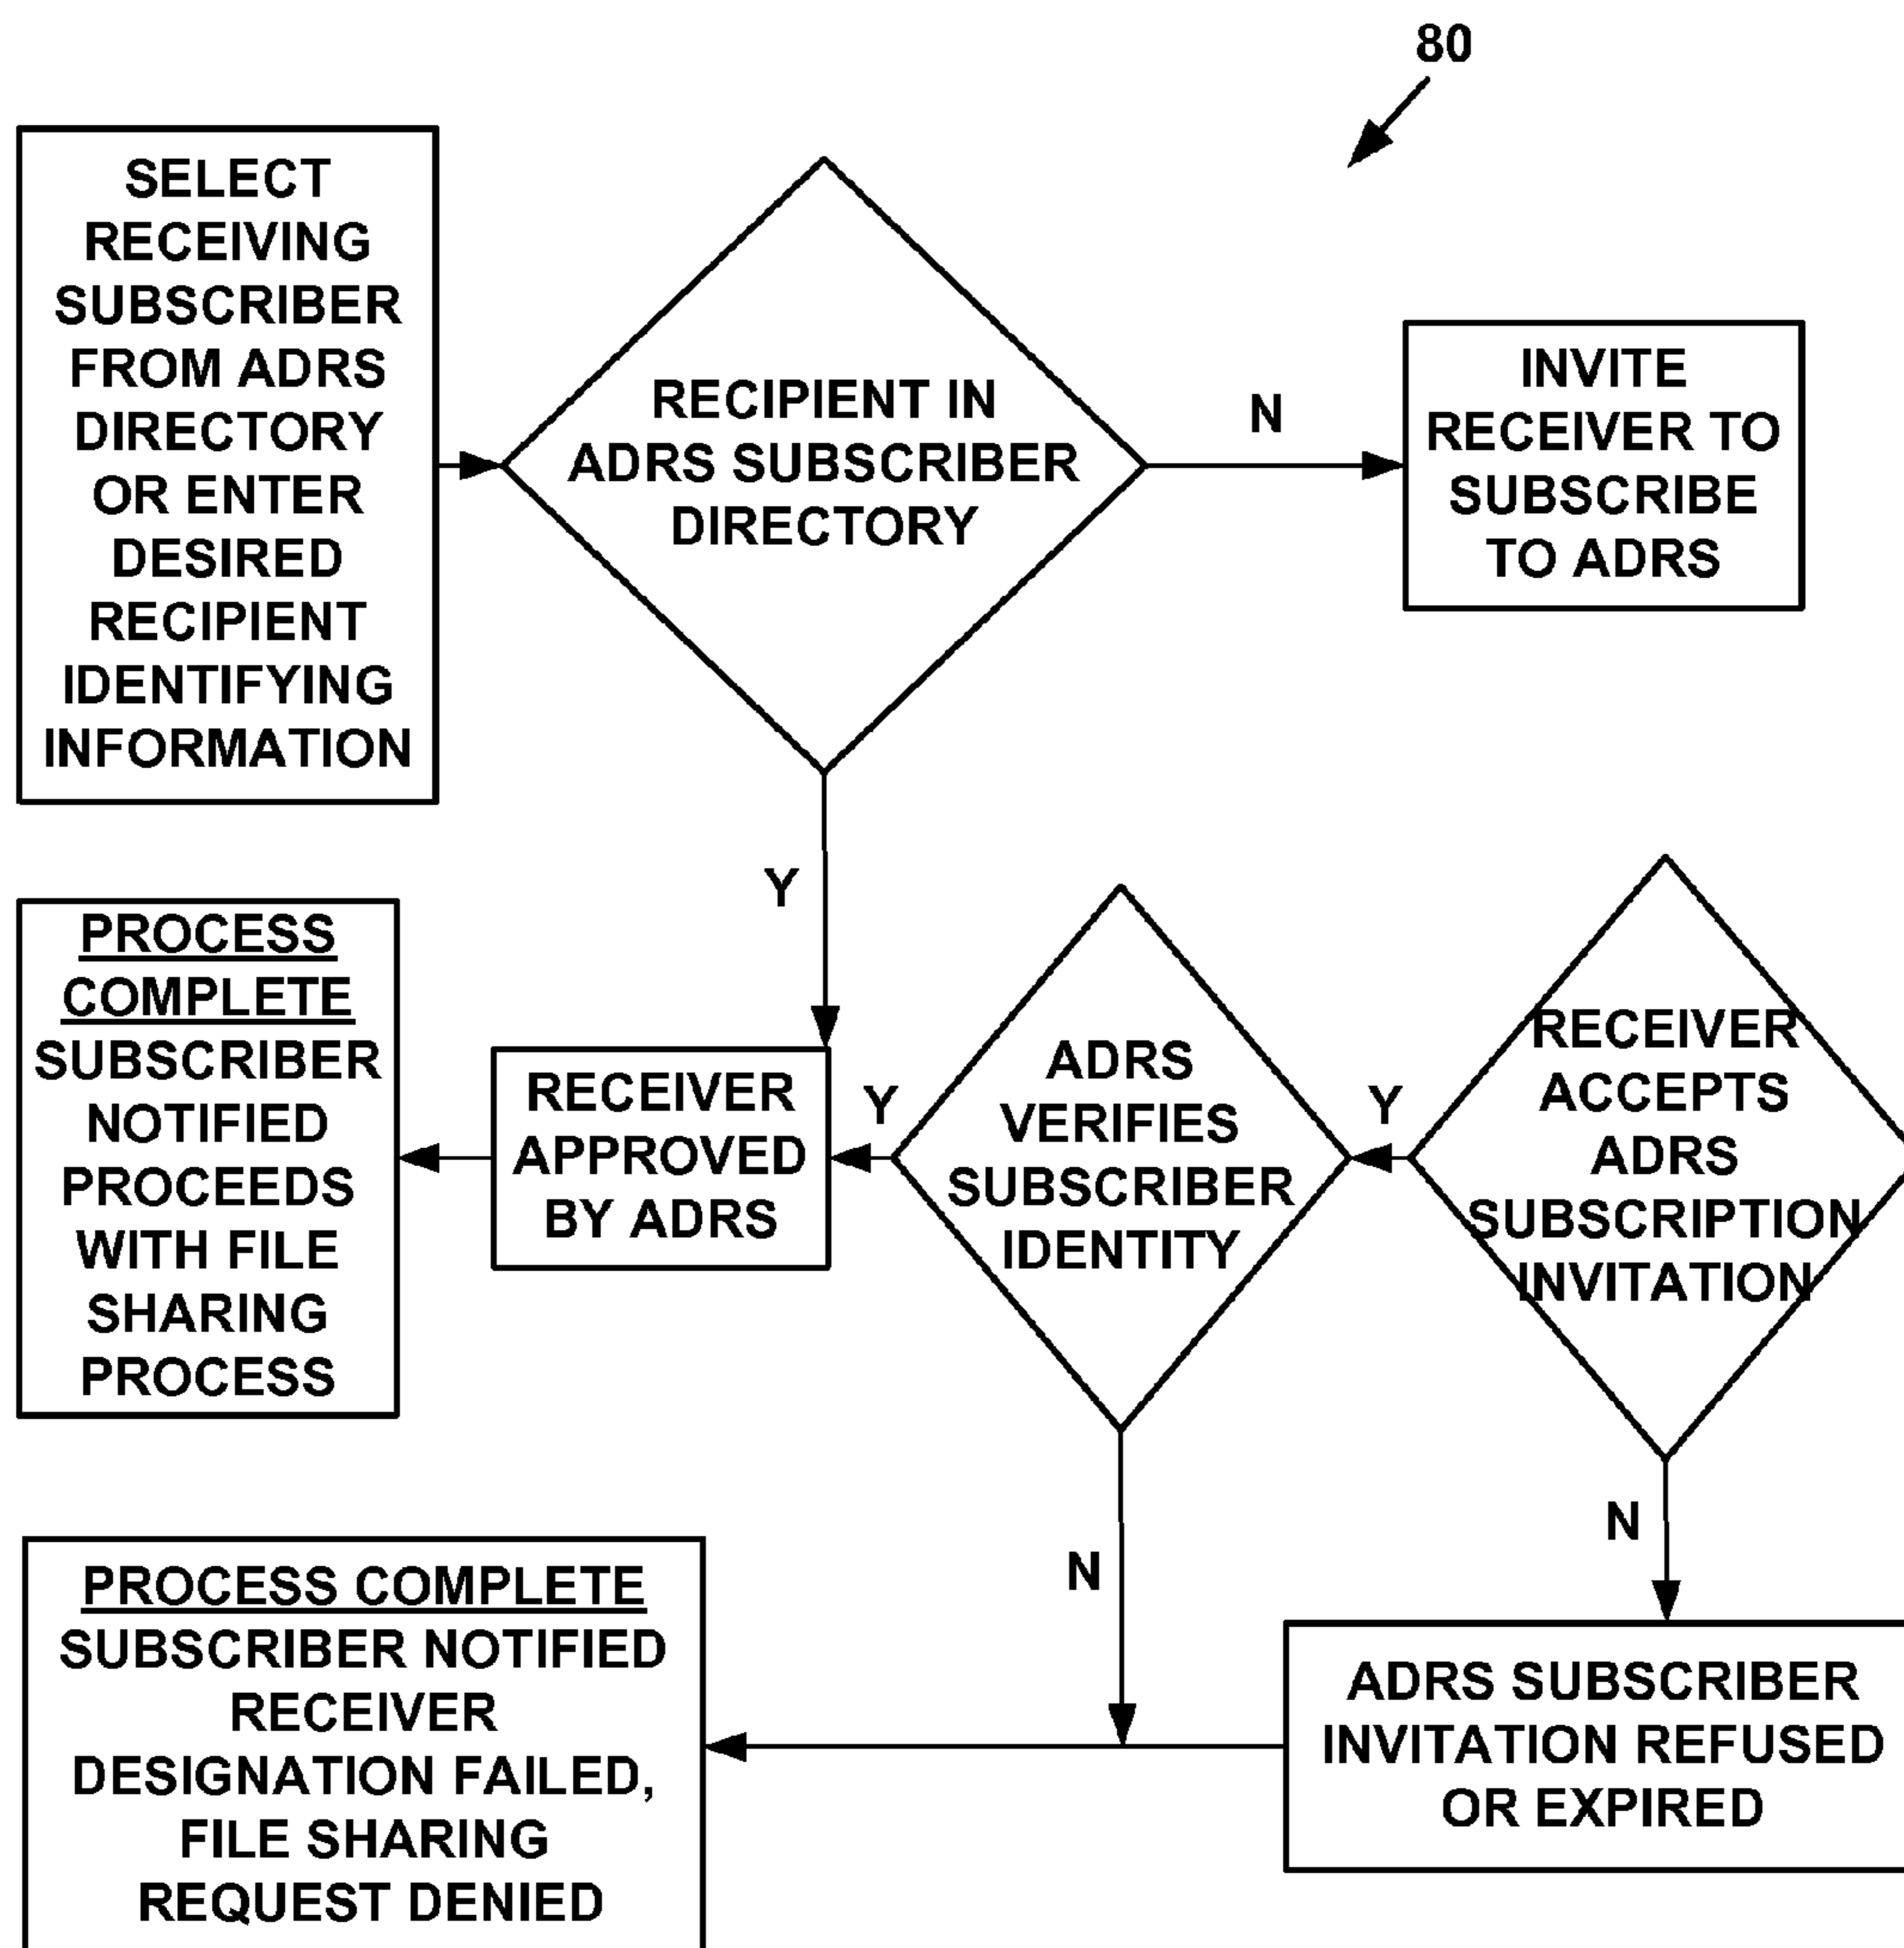 80
SELECT
RECEIVING
SUBSCRIBER
FROM ADRS
DIRECTORY
OR ENTER
DESIRED
RECIPIENT
IDENTIFYING
INFORMATION
RECIPIENT IN
ADRS SUBSCRIBER
DIRECTORY
N
INVITE
RECEIVER TO
SUBSCRIBE
TO ADRS
Y
PROCESS
COMPLETE
SUBSCRIBER
NOTIFIED
PROCEEDS
WITH FILE
SHARING
PROCESS
RECEIVER
APPROVED
BY ADRS
Y
ADRS
VERIFIES
SUBSCRIBER
IDENTITY
Y
RECEIVER
ACCEPTS
ADRS
SUBSCRIPTION
INVITATION
N
N
PROCESS COMPLETE
SUBSCRIBER NOTIFIED
RECEIVER
DESIGNATION FAILED,
FILE SHARING
REQUEST DENIED
ADRS SUBSCRIBER
INVITATION REFUSED
OR EXPIRED